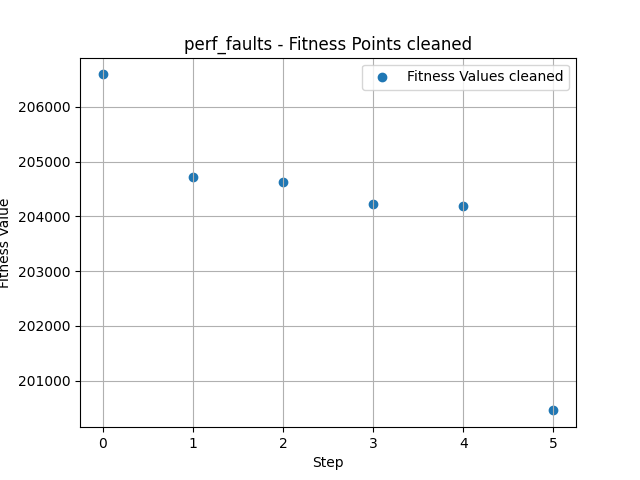 perf_faults - Fitness Points cleaned
Fitness Values cleaned
206000
205000
204000
203000
202000
201000
Fitness Value
0 1 2 3 4 5
Step